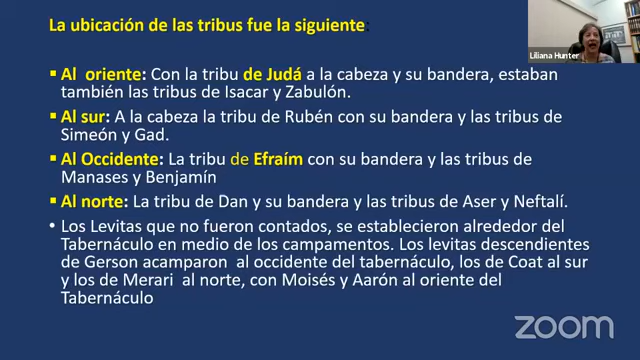 La ubicación de las tribus fue la siguiente:
▪ Al oriente: Con la tribu de Judá a la cabeza y su bandera, estaban
también las tribus de Isacar y Zabulón.
▪ Al sur: A la cabeza la tribu de Rubén con su bandera y las tribus de
Simeón y Gad.
▪ Al Occidente: La tribu de Efraím con su bandera y las tribus de
Manases y Benjamín
▪ Al norte: La tribu de Dan y su bandera y las tribus de Aser y Neftalí.
• Los Levitas que no fueron contados, se establecieron alrededor del
Tabernáculo en medio de los campamentos. Los levitas descendientes
de Gerson acamparon al occidente del tabernáculo, los de Coat al sur
y los de Merari al norte, con Moisés y Aarón al oriente del
Tabernáculo
Liliana Hunter
zoom